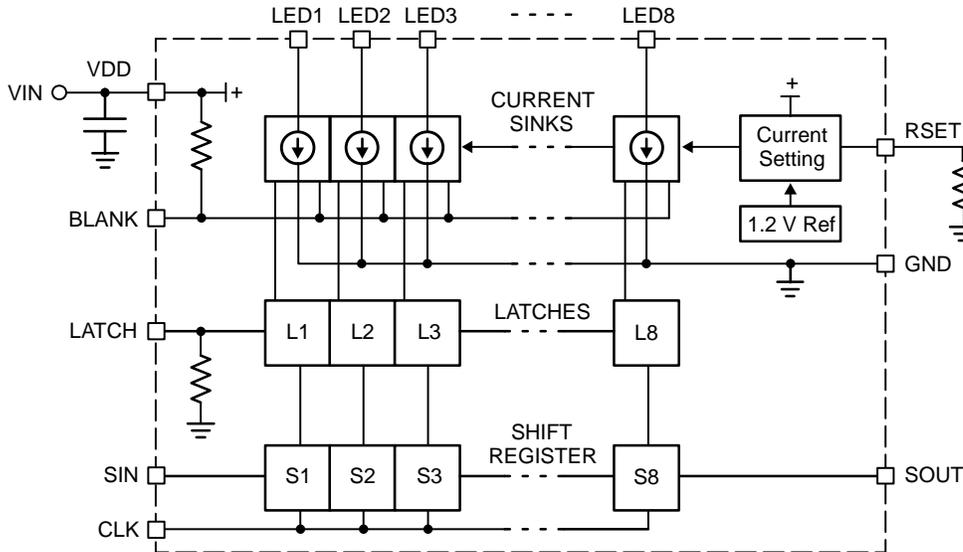 LED1 LED2 LED3 LED8
VDD
VIN
+
+
CURRENT
SINKS
Current
Setting
RSET
BLANK
1.2 V Ref
GND
LATCH
L1 L2 L3
LATCHES
L8
SHIFT
REGISTER
SIN
S1 S2 S3
S8
SOUT
CLK